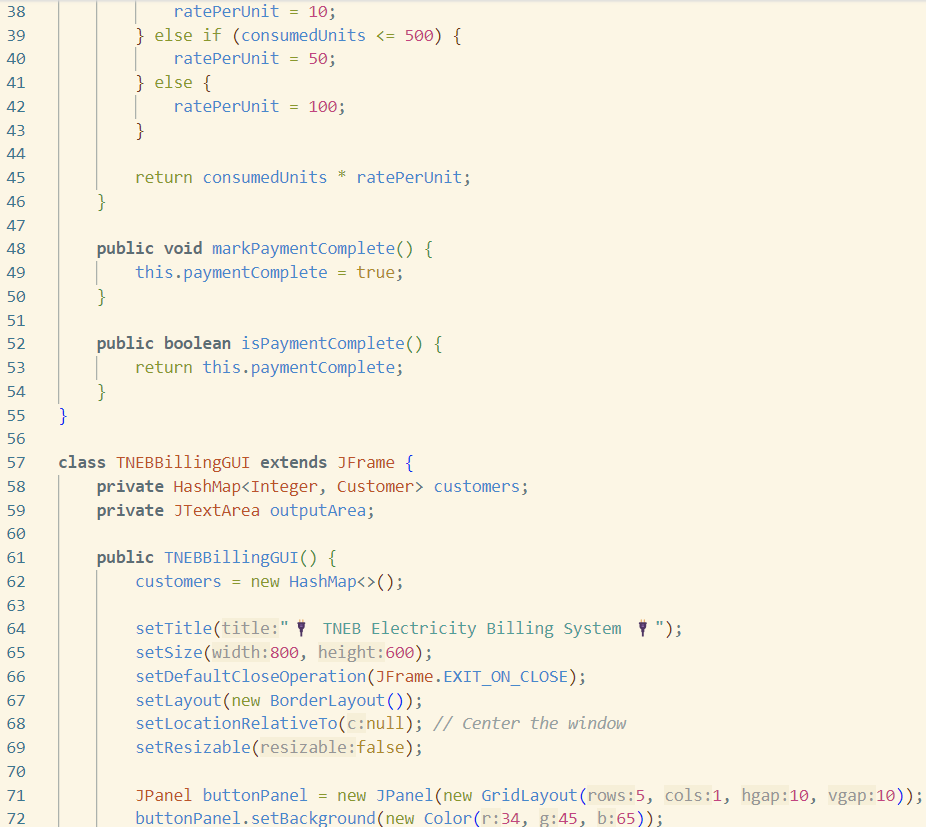 38 ratePerUnit = 10;
39 } else if (consumedUnits <= 500) {
40 ratePerUnit = 50;
41 } else {
42 ratePerUnit = 100;
43 }
44
45 return consumedUnits * ratePerUnit;
46 }
47
48 public void markPaymentComplete() {
49 this.paymentComplete = true;
50 }
51
52 public boolean isPaymentComplete() {
53 return this.paymentComplete;
54 }
55 }
56
57 class TNEBBillingGUI extends JFrame {
58 private HashMap<Integer, Customer> customers;
59 private JTextArea outputArea;
60
61 public TNEBBillingGUI() {
62 customers = new HashMap<>();
63
64 setTitle(title:"🔌 TNEB Electricity Billing System 🔌");
65 setSize(width:800, height:600);
66 setDefaultCloseOperation(JFrame.EXIT_ON_CLOSE);
67 setLayout(new BorderLayout());
68 setLocationRelativeTo(c:null); // Center the window
69 setResizable(resizable:false);
70
71 JPanel buttonPanel = new JPanel(new GridLayout(rows:5, cols:1, hgap:10, vgap:10));
72 buttonPanel.setBackground(new Color(r:34, g:45, b:65));